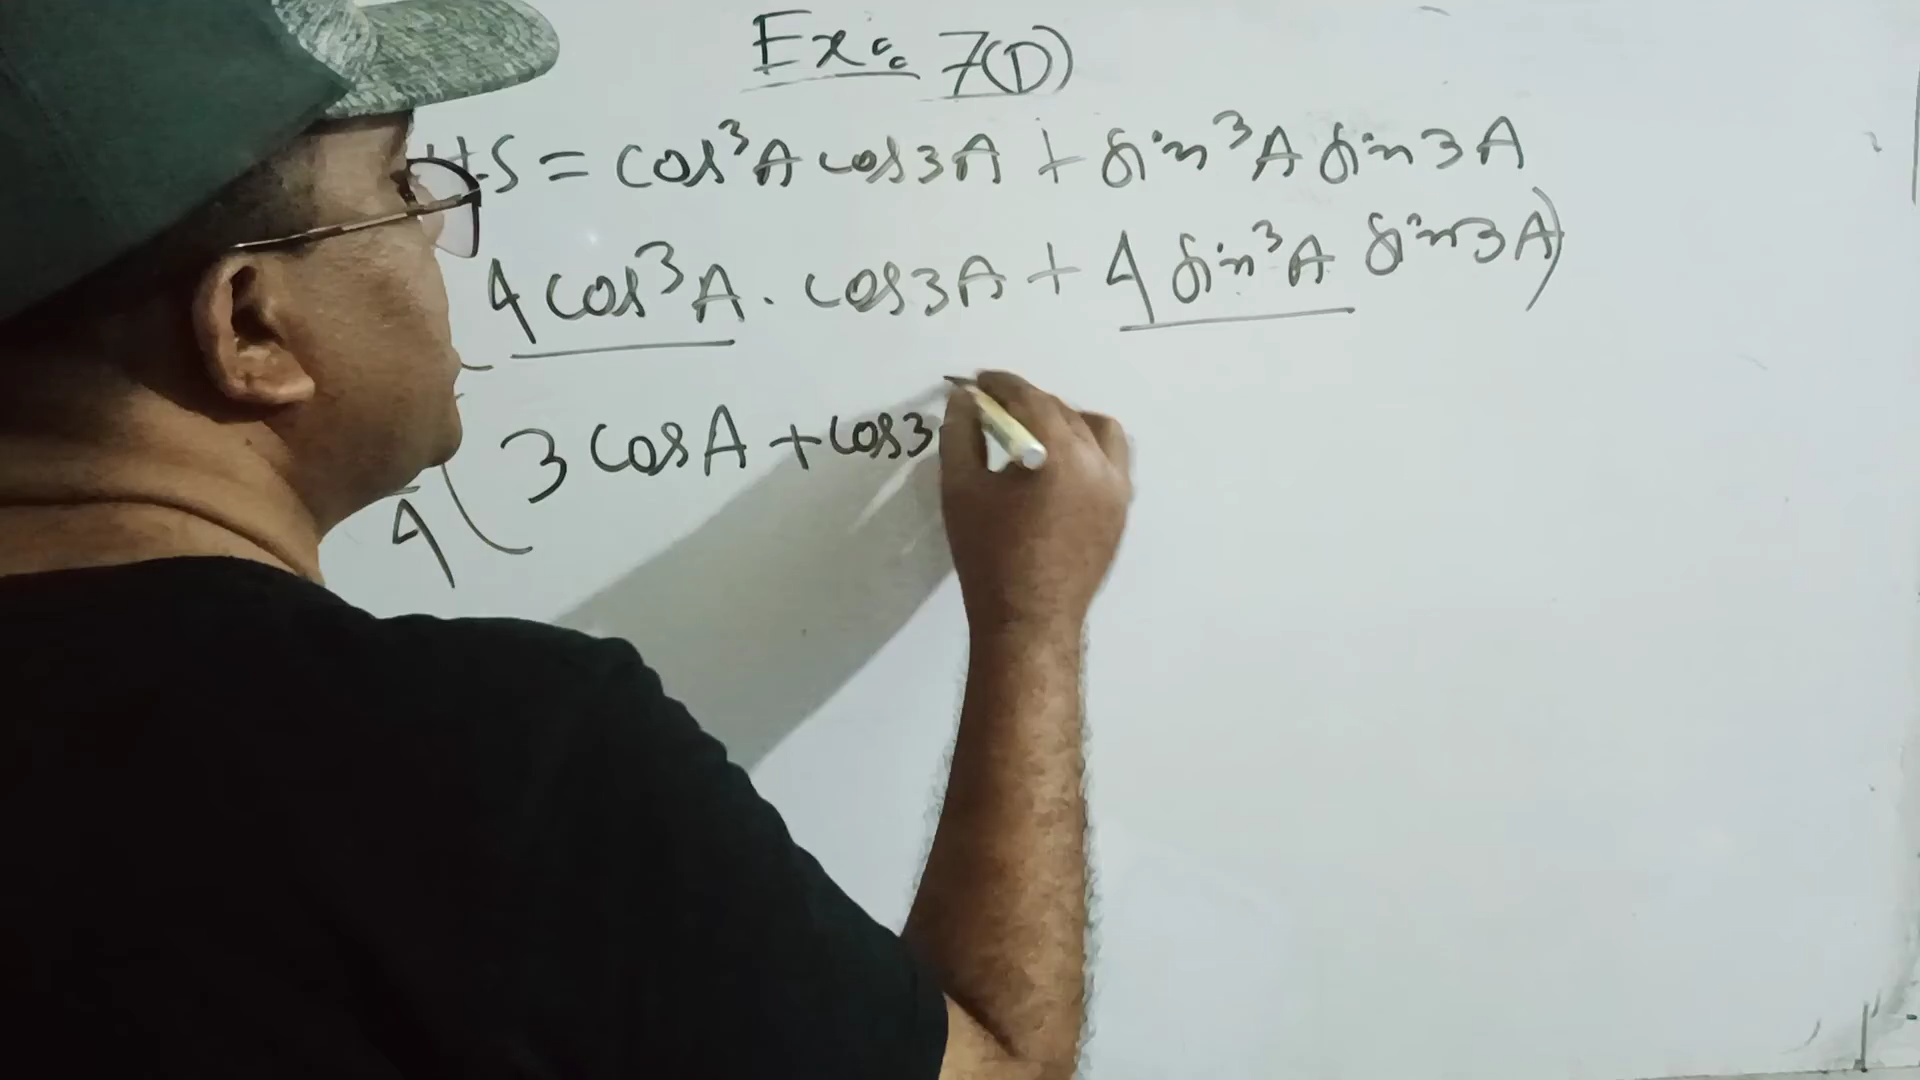 Ex: 7(D)
H.S = cos³A cos3A + sin³A sin3A
4cos³A . cos3A + 4 sin³A sin3A)
4 ( 3 cosA + cos3